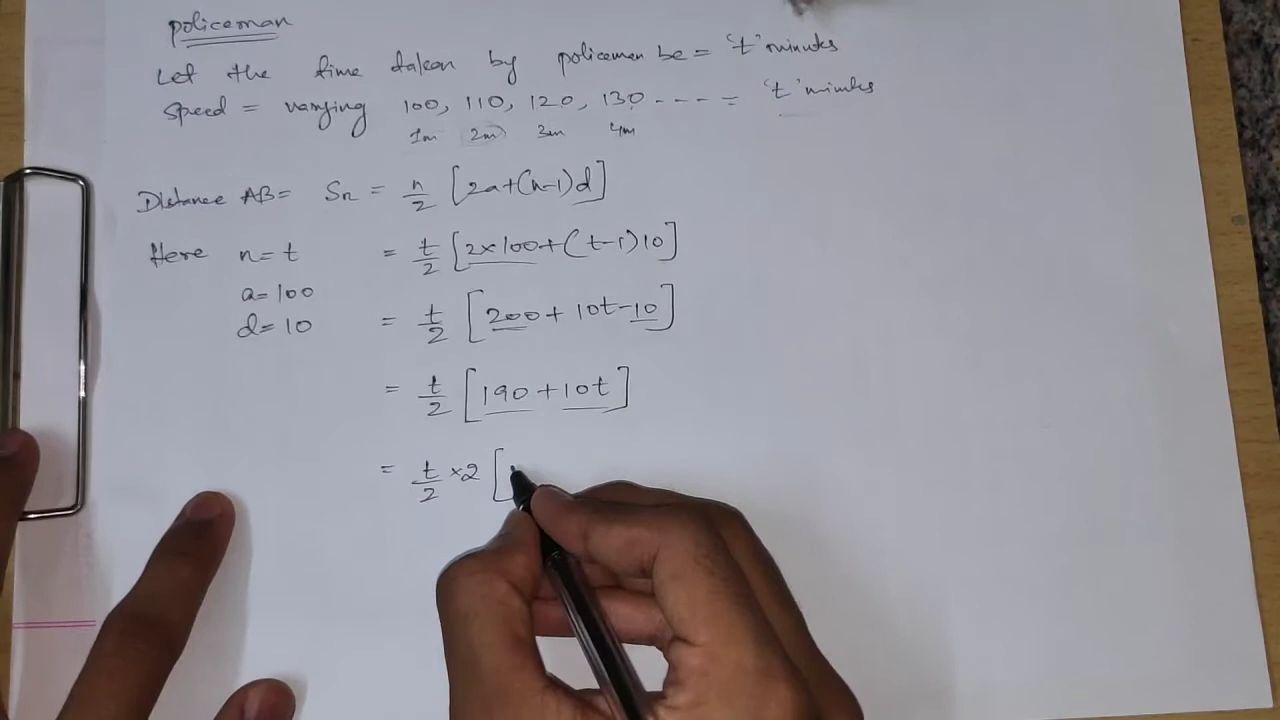 policeman
Let the time taken by policeman be = 't' minutes
Speed = varying 100, 110, 120, 130 ---- = 't' minutes
1m 2m 3m 4m
Distance AB = Sn = n/2 [2a+(n-1)d]
Here n = t = t/2 [2×100+(t-1)10]
a = 100
d = 10 = t/2 [200+10t-10]
= t/2 [190+10t]
= t/2 ×2 [